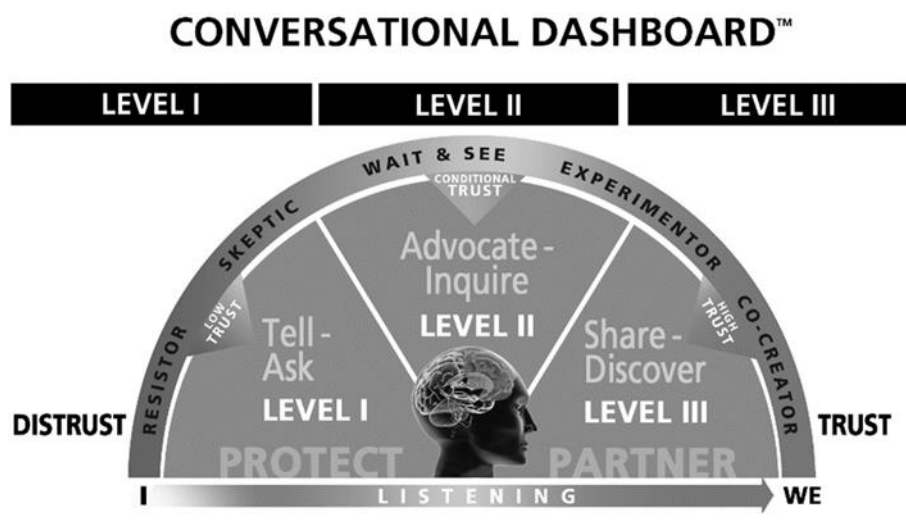 CONVERSATIONAL DASHBOARD™
LEVEL I
LEVEL II
LEVEL III
RESISTOR
SKEPTIC
WAIT & SEE
EXPERIMENTOR
CO-CREATOR
LOW
TRUST
CONDITIONAL
TRUST
HIGH
TRUST
Tell-
Ask
LEVEL I
Advocate-
Inquire
LEVEL II
Share-
Discover
LEVEL III
DISTRUST
TRUST
PROTECT
PARTNER
I
LISTENING
WE